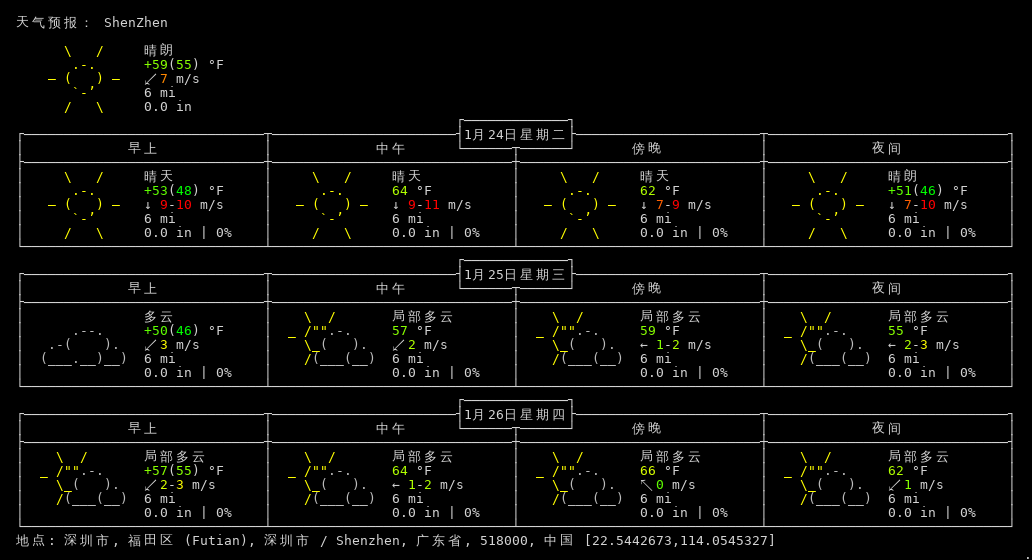 天气预报: ShenZhen
晴朗
+59(55) °F
↙ 7 m/s
6 mi
0.0 in
1月24日星期二
早上 中午 傍晚 夜间
晴天 晴天 晴天 晴朗
+53(48) °F 64 °F 62 °F +51(46) °F
↓ 9-10 m/s ↓ 9-11 m/s ↓ 7-9 m/s ↓ 7-10 m/s
6 mi 6 mi 6 mi 6 mi
0.0 in | 0% 0.0 in | 0% 0.0 in | 0% 0.0 in | 0%
1月25日星期三
早上 中午 傍晚 夜间
多云 局部多云 局部多云 局部多云
+50(46) °F 57 °F 59 °F 55 °F
↙ 3 m/s ↙ 2 m/s ← 1-2 m/s ← 2-3 m/s
6 mi 6 mi 6 mi 6 mi
0.0 in | 0% 0.0 in | 0% 0.0 in | 0% 0.0 in | 0%
1月26日星期四
早上 中午 傍晚 夜间
局部多云 局部多云 局部多云 局部多云
+57(55) °F 64 °F 66 °F 62 °F
↙ 2-3 m/s ← 1-2 m/s ↖ 0 m/s ↙ 1 m/s
6 mi 6 mi 6 mi 6 mi
0.0 in | 0% 0.0 in | 0% 0.0 in | 0% 0.0 in | 0%
地点: 深圳市, 福田区 (Futian), 深圳市 / Shenzhen, 广东省, 518000, 中国 [22.5442673,114.0545327]